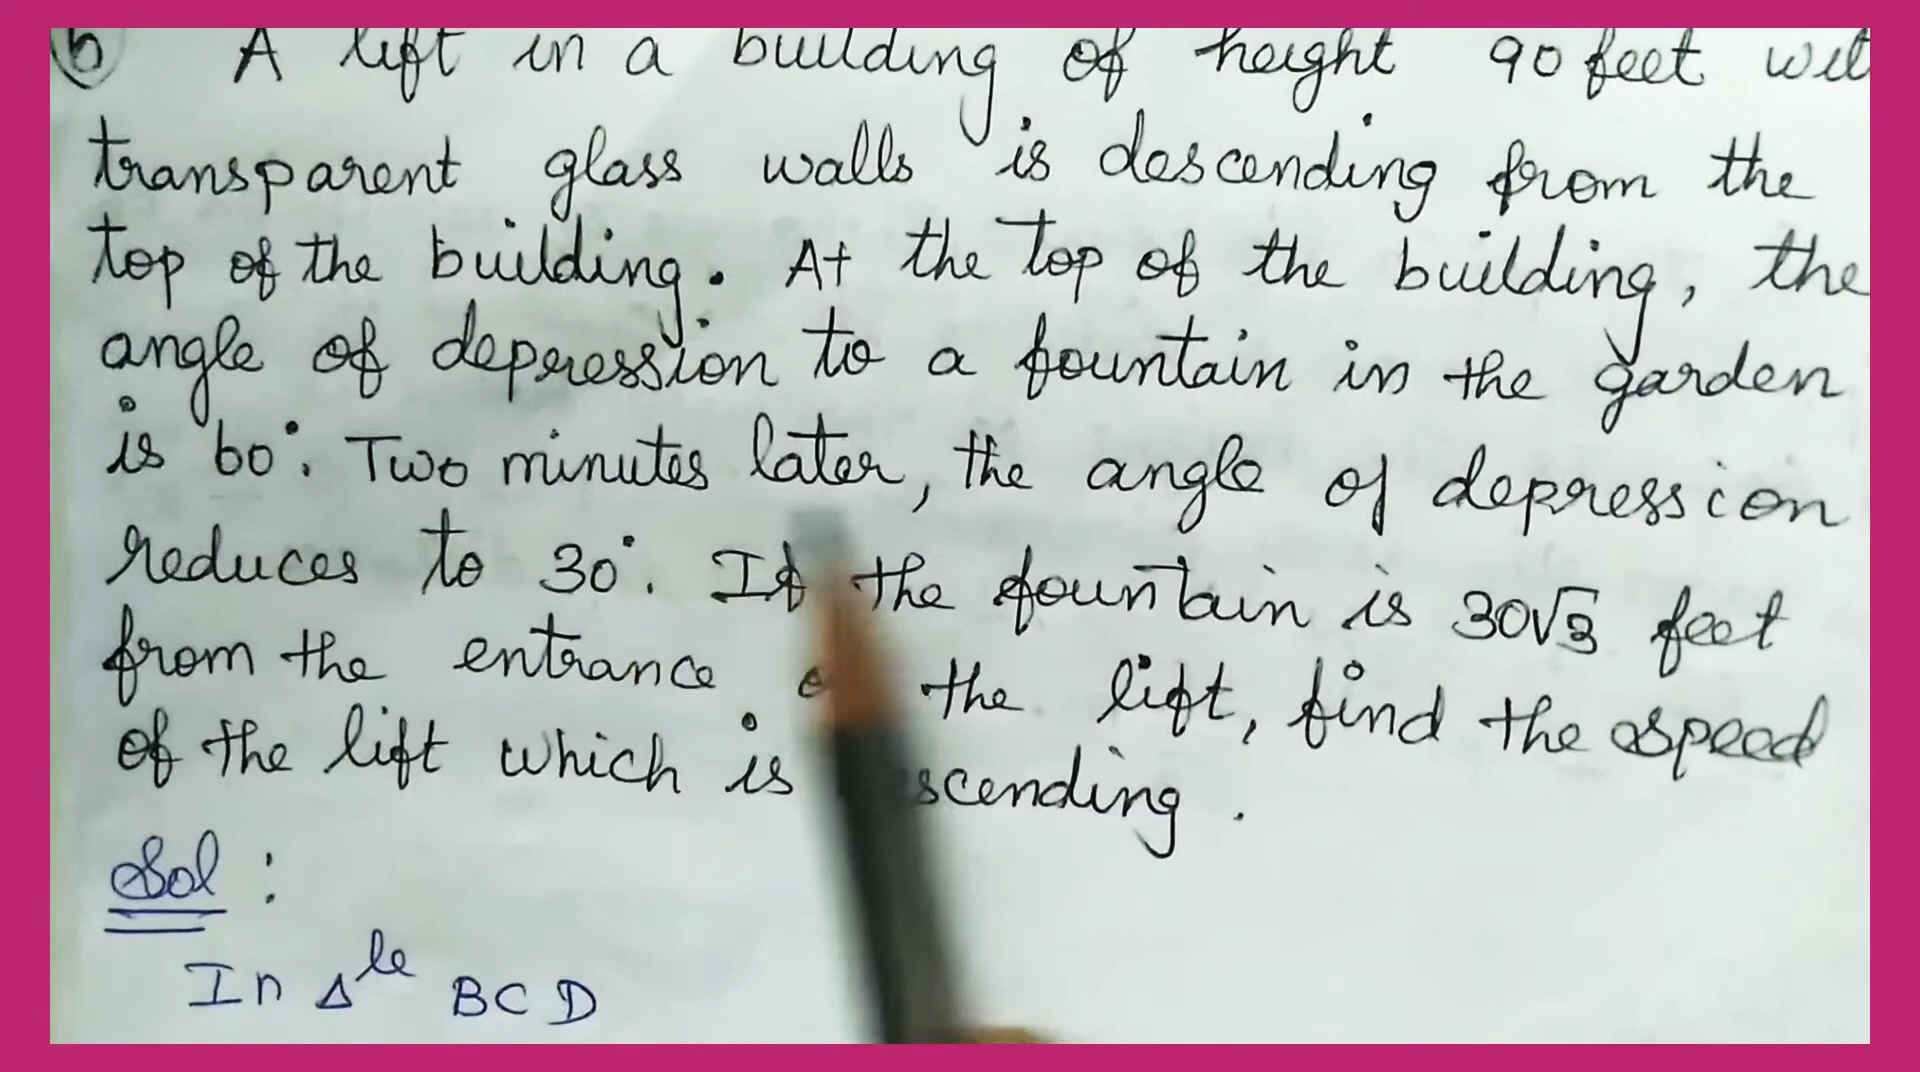 6 A lift in a building of height 90 feet wit
transparent glass walls is descending from the
top of the building. At the top of the building, the
angle of depression to a fountain in the garden
is 60°. Two minutes later, the angle of depression
reduces to 30°. If the fountain is 30√3 feet
from the entrance the lift, find the speed
of the lift which is scending.
Sol :
In Δle BCD